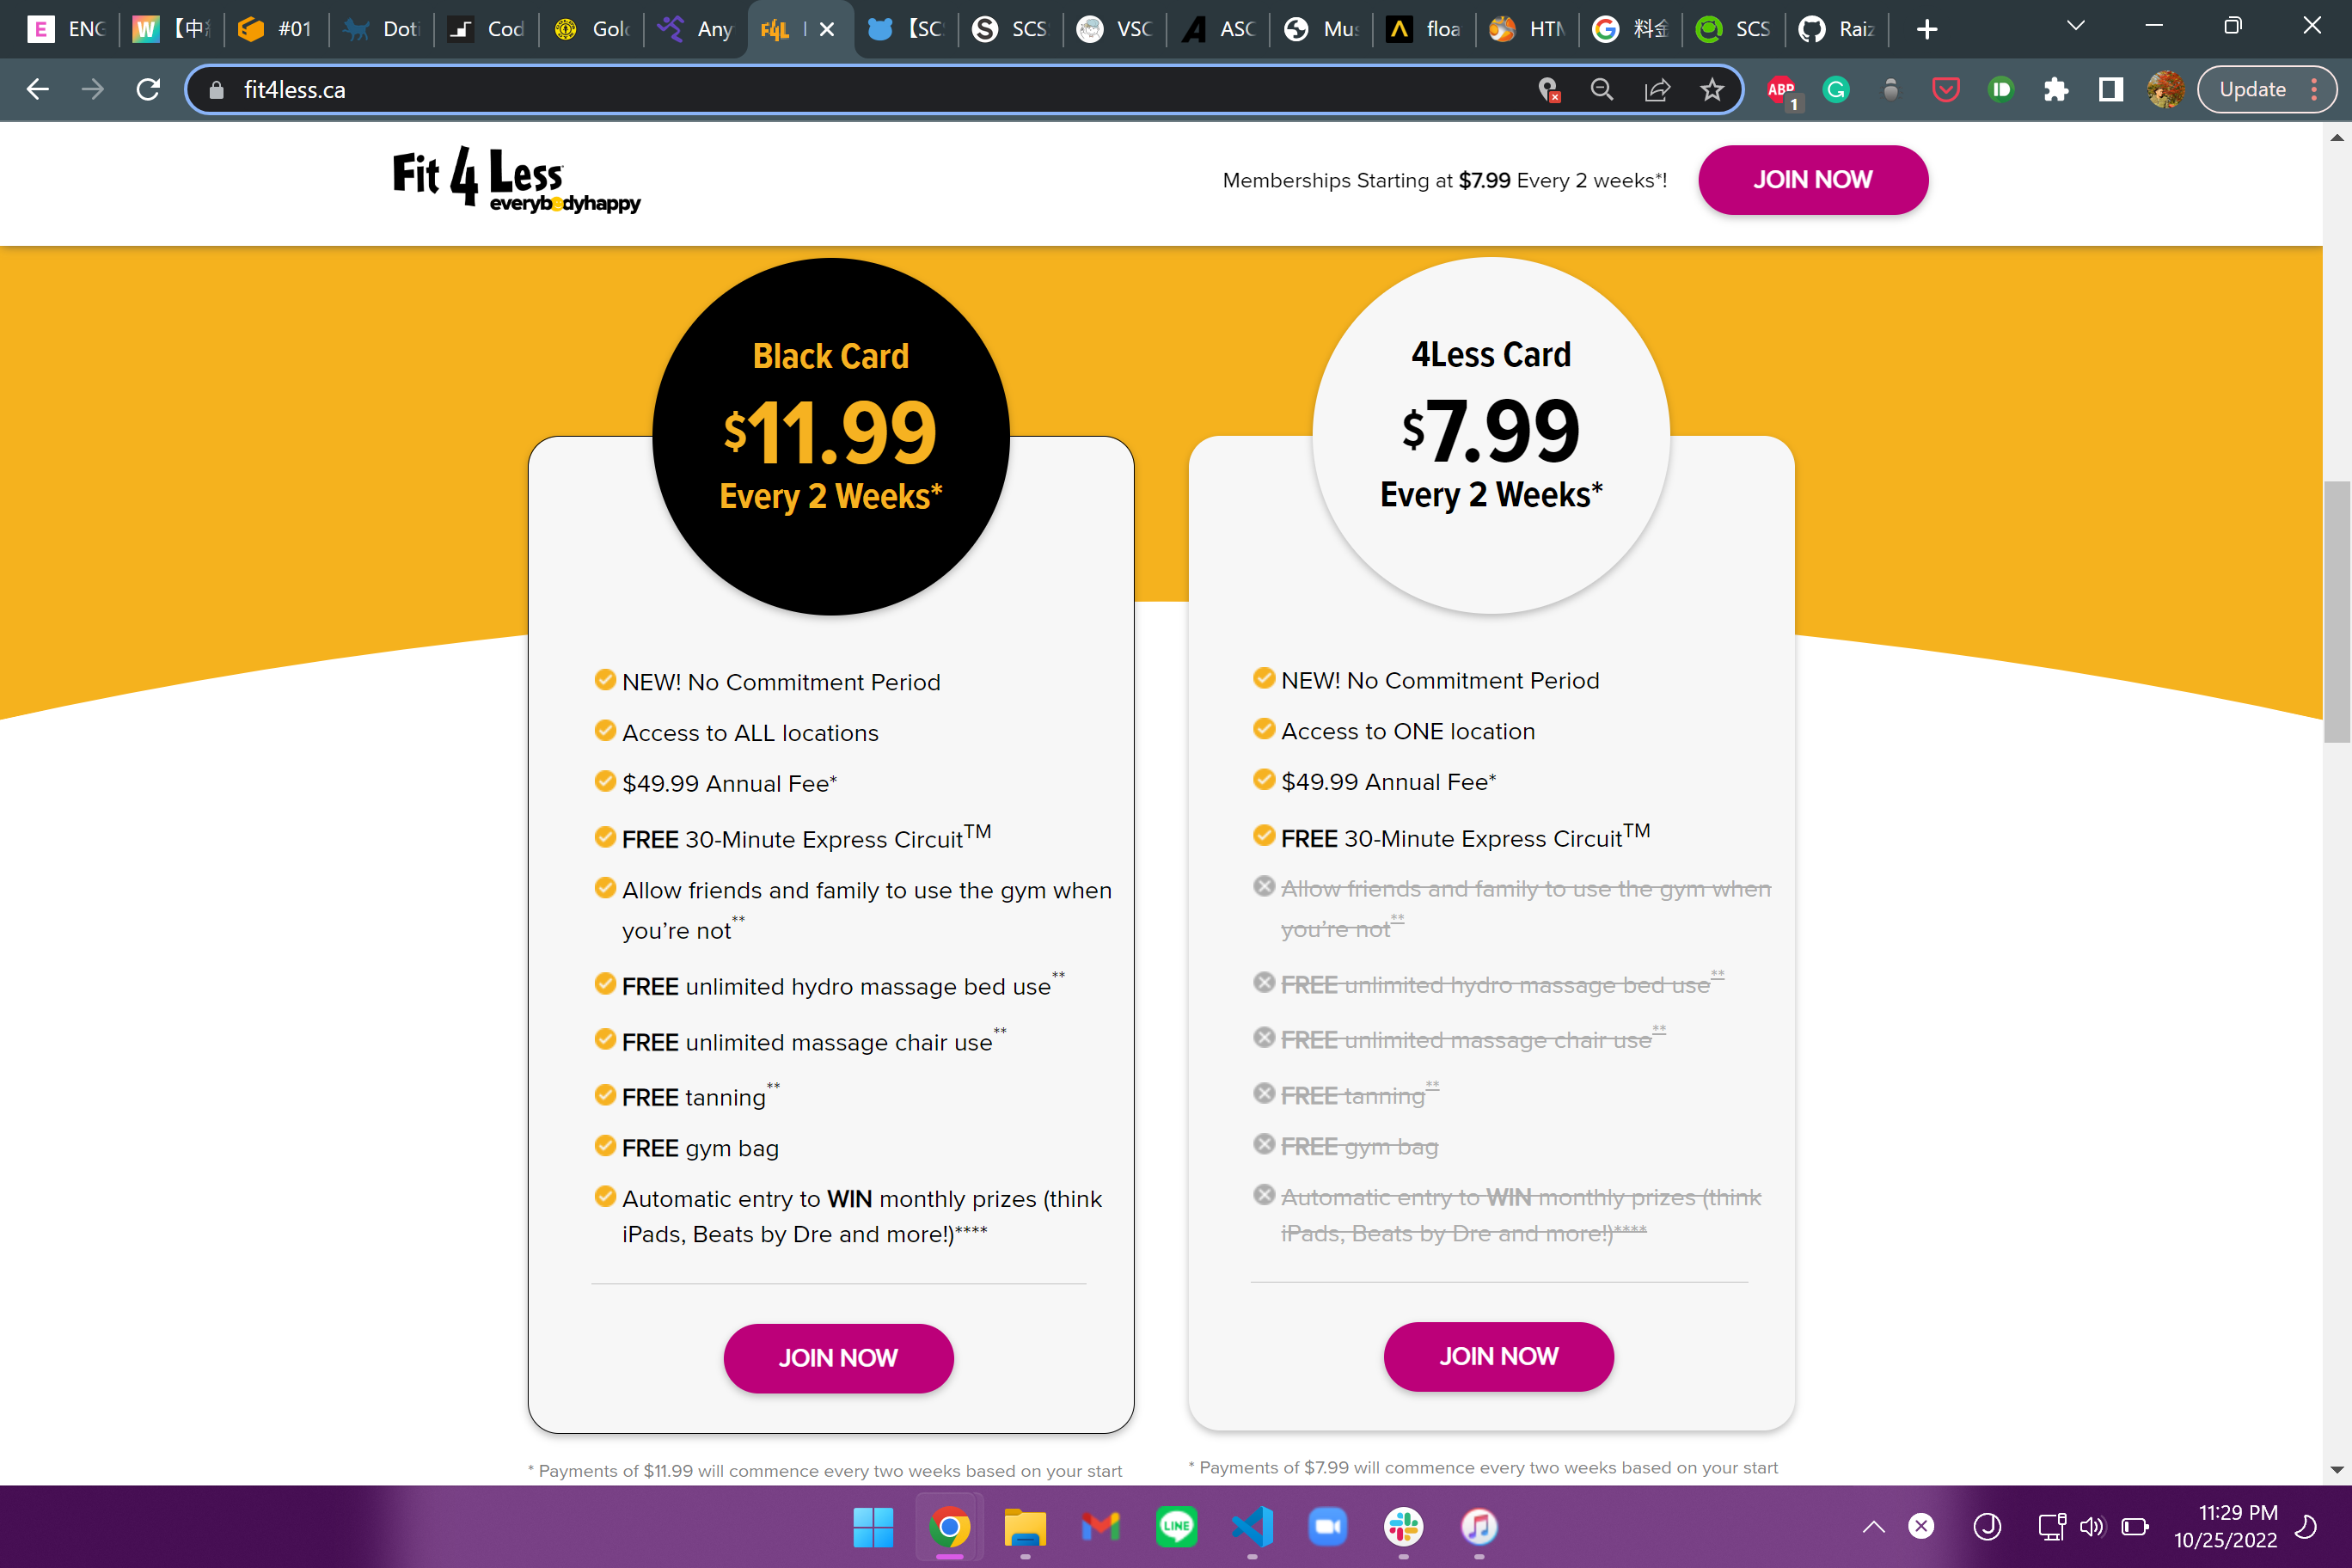 ENG
【中
#01
Doti
Cod
Gol
Any
F4L
【SC
SCS
VSC
ASC
Mu
floa
HTM
料金
SCS
Raiz
fit4less.ca
ABP
1
Update
Fit 4 Less
everybodyhappy
Memberships Starting at $7.99 Every 2 weeks*!
JOIN NOW
Black Card
$11.99
Every 2 Weeks*
NEW! No Commitment Period
Access to ALL locations
$49.99 Annual Fee*
FREE 30-Minute Express Circuit™
Allow friends and family to use the gym when
you’re not**
FREE unlimited hydro massage bed use**
FREE unlimited massage chair use**
FREE tanning**
FREE gym bag
Automatic entry to WIN monthly prizes (think
iPads, Beats by Dre and more!)****
JOIN NOW
* Payments of $11.99 will commence every two weeks based on your start
4Less Card
$7.99
Every 2 Weeks*
NEW! No Commitment Period
Access to ONE location
$49.99 Annual Fee*
FREE 30-Minute Express Circuit™
Allow friends and family to use the gym when
you’re not**
FREE unlimited hydro massage bed use**
FREE unlimited massage chair use**
FREE tanning**
FREE gym bag
Automatic entry to WIN monthly prizes (think
iPads, Beats by Dre and more!)****
JOIN NOW
* Payments of $7.99 will commence every two weeks based on your start
LINE
11:29 PM
10/25/2022